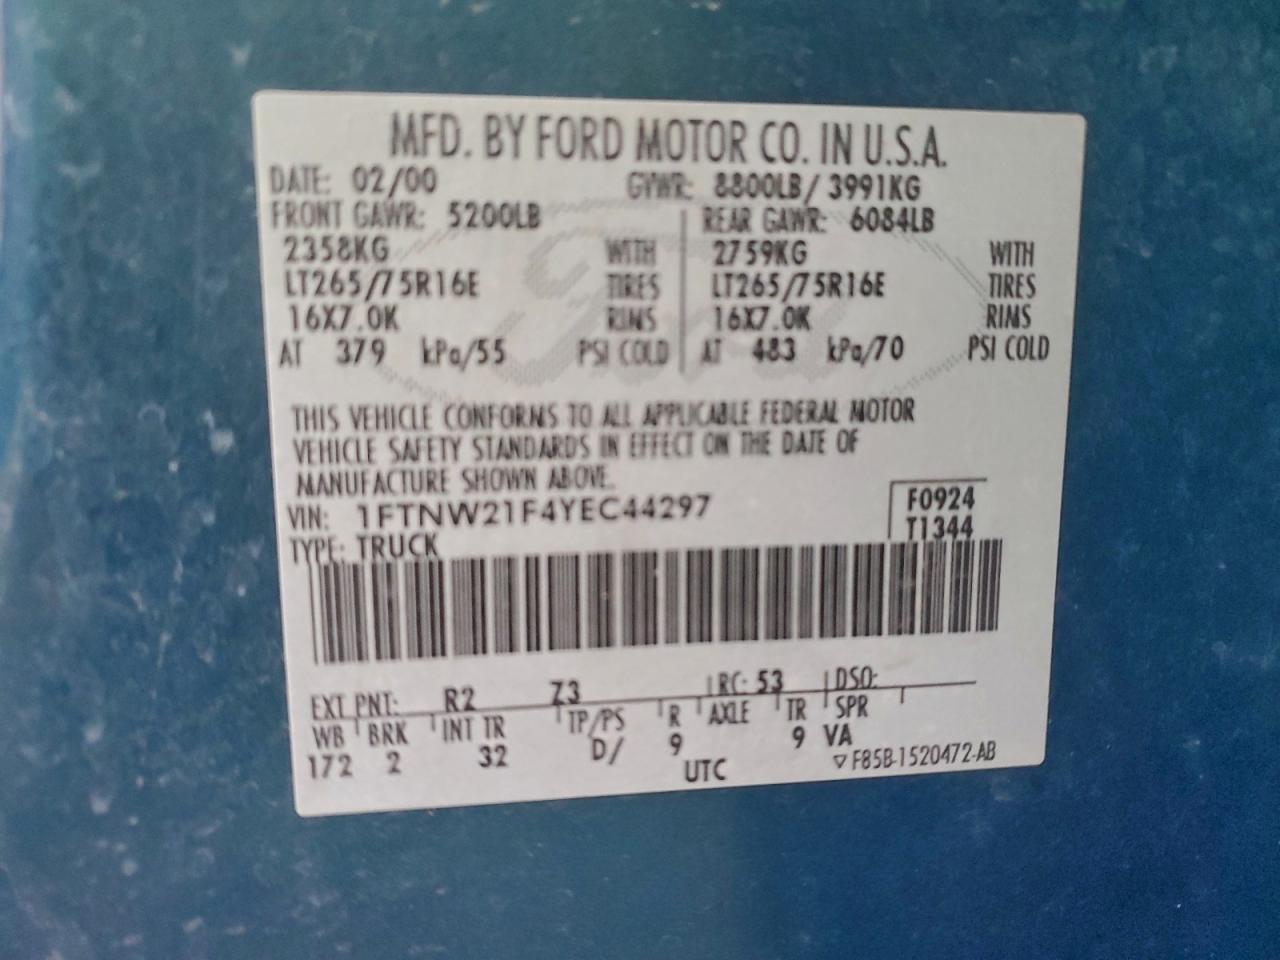 MFD. BY FORD MOTOR CO. IN U.S.A.
DATE: 02/00 GVWR: 8800LB/ 3991KG
FRONT GAWR: 5200LB REAR GAWR: 6084LB
2358KG WITH 2759KG WITH
LT265/75R16E TIRES LT265/75R16E TIRES
16X7.0K RIMS 16X7.0K RIMS
AT 379 kPa/55 PSI COLD AT 483 kPa/70 PSI COLD
THIS VEHICLE CONFORMS TO ALL APPLICABLE FEDERAL MOTOR
VEHICLE SAFETY STANDARDS IN EFFECT ON THE DATE OF
MANUFACTURE SHOWN ABOVE.
VIN: 1FTNW21F4YEC44297 F0924
TYPE: TRUCK T1344
EXT PNT: R2 Z3 RC: 53 DSO:
WB BRK INT TR TP/PS R AXLE TR SPR
172 2 32 D/ 9 9 VA
UTC ▽F85B-1520472-AB